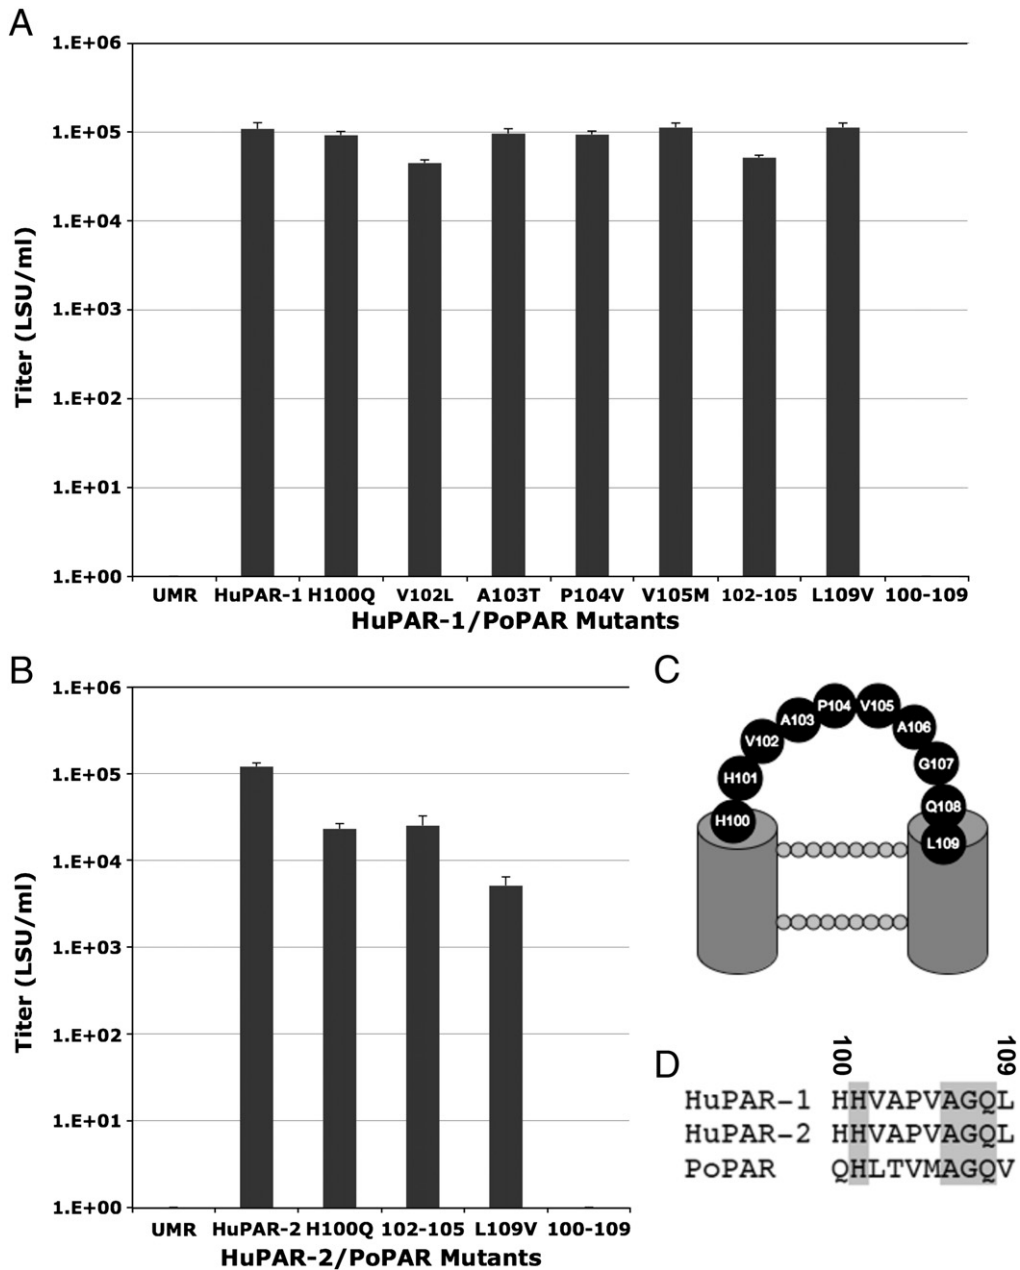 A
1.E+06
1.E+05
1.E+04
1.E+03
1.E+02
1.E+01
1.E+00
Titer (LSU/ml)
UMR HuPAR-1 H100Q V102L A103T P104V V105M 102-105 L109V 100-109
HuPAR-1/PoPAR Mutants
B
1.E+06
1.E+05
1.E+04
1.E+03
1.E+02
1.E+01
1.E+00
Titer (LSU/ml)
UMR HuPAR-2 H100Q 102-105 L109V 100-109
HuPAR-2/PoPAR Mutants
C
H100
H101
V102
A103
P104
V105
A106
G107
Q108
L109
D
100 109
HuPAR-1 HHVAPVAGQL
HuPAR-2 HHVAPVAGQL
PoPAR QHLTVMAGQV